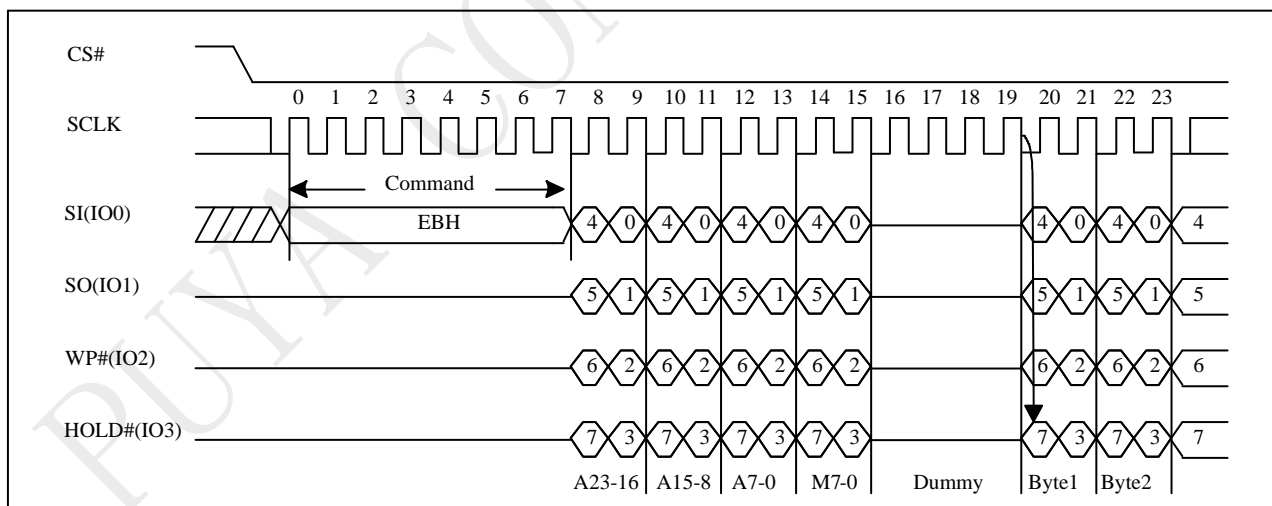 CS#
0 1 2 3 4 5 6 7 8 9 10 11 12 13 14 15 16 17 18 19 20 21 22 23
SCLK
Command
SI(IO0) EBH 4 0 4 0 4 0 4 0 4 0 4 0 4
SO(IO1) 5 1 5 1 5 1 5 1 5 1 5 1 5
WP#(IO2) 6 2 6 2 6 2 6 2 6 2 6 2 6
HOLD#(IO3) 7 3 7 3 7 3 7 3 7 3 7 3 7
A23-16 A15-8 A7-0 M7-0 Dummy Byte1 Byte2
PUYA